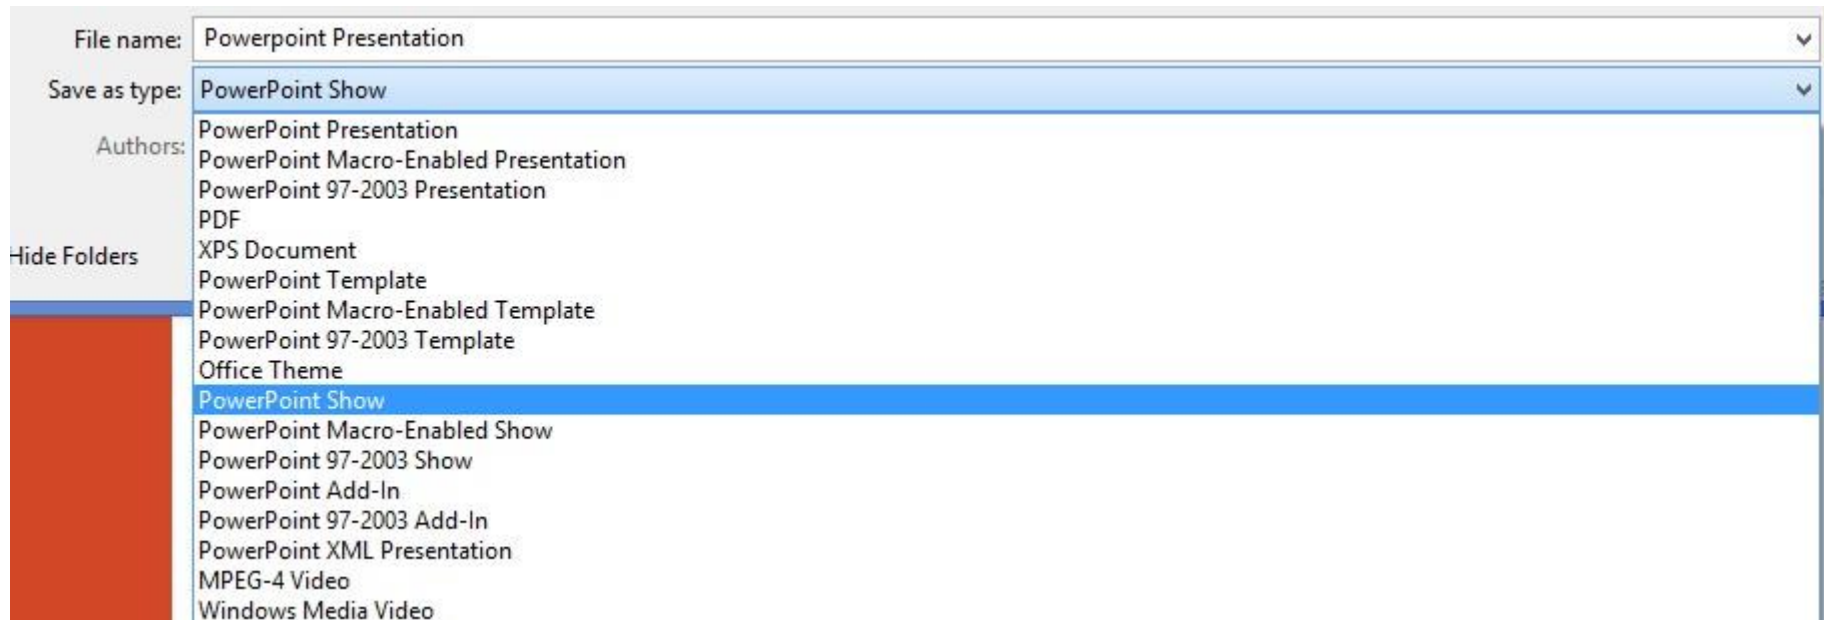 File name: Powerpoint Presentation
Save as type: PowerPoint Show
Authors:
PowerPoint Presentation
PowerPoint Macro-Enabled Presentation
PowerPoint 97-2003 Presentation
PDF
XPS Document
Hide Folders
PowerPoint Template
PowerPoint Macro-Enabled Template
PowerPoint 97-2003 Template
Office Theme
PowerPoint Show
PowerPoint Macro-Enabled Show
PowerPoint 97-2003 Show
PowerPoint Add-In
PowerPoint 97-2003 Add-In
PowerPoint XML Presentation
MPEG-4 Video
Windows Media Video